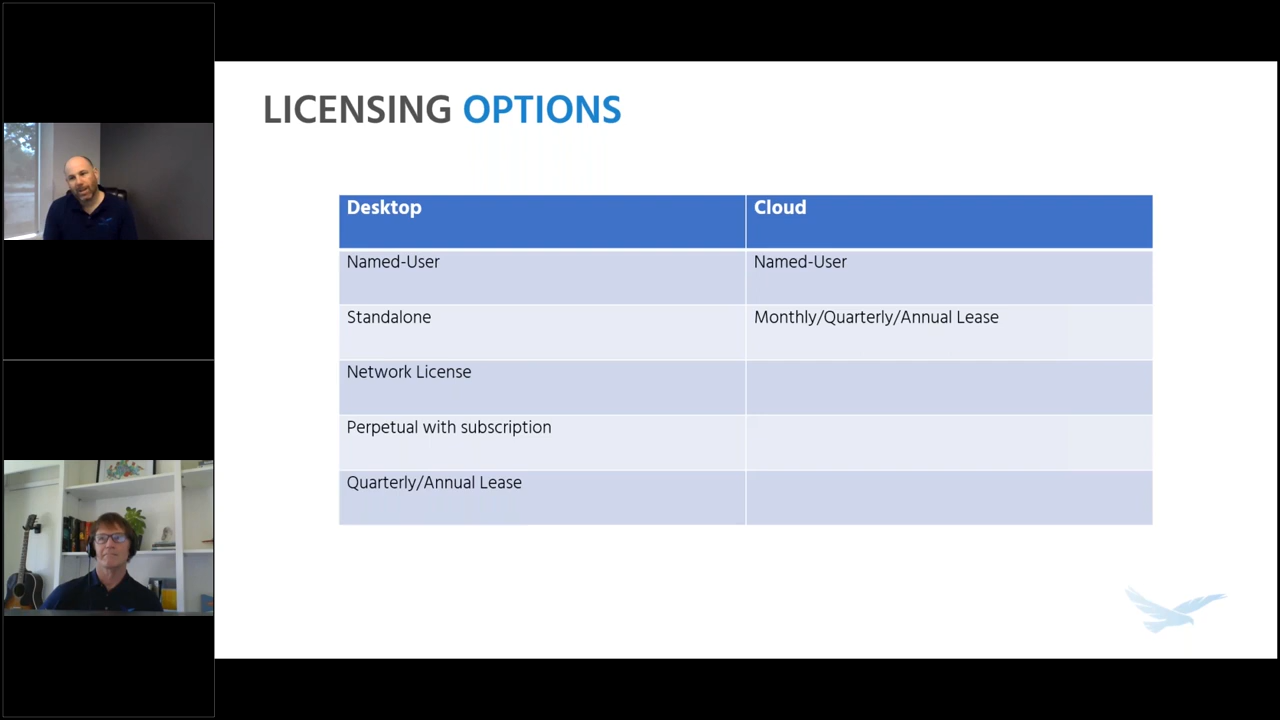 LICENSING OPTIONS
Desktop
Cloud
Named-User
Named-User
Standalone
Monthly/Quarterly/Annual Lease
Network License
Perpetual with subscription
Quarterly/Annual Lease